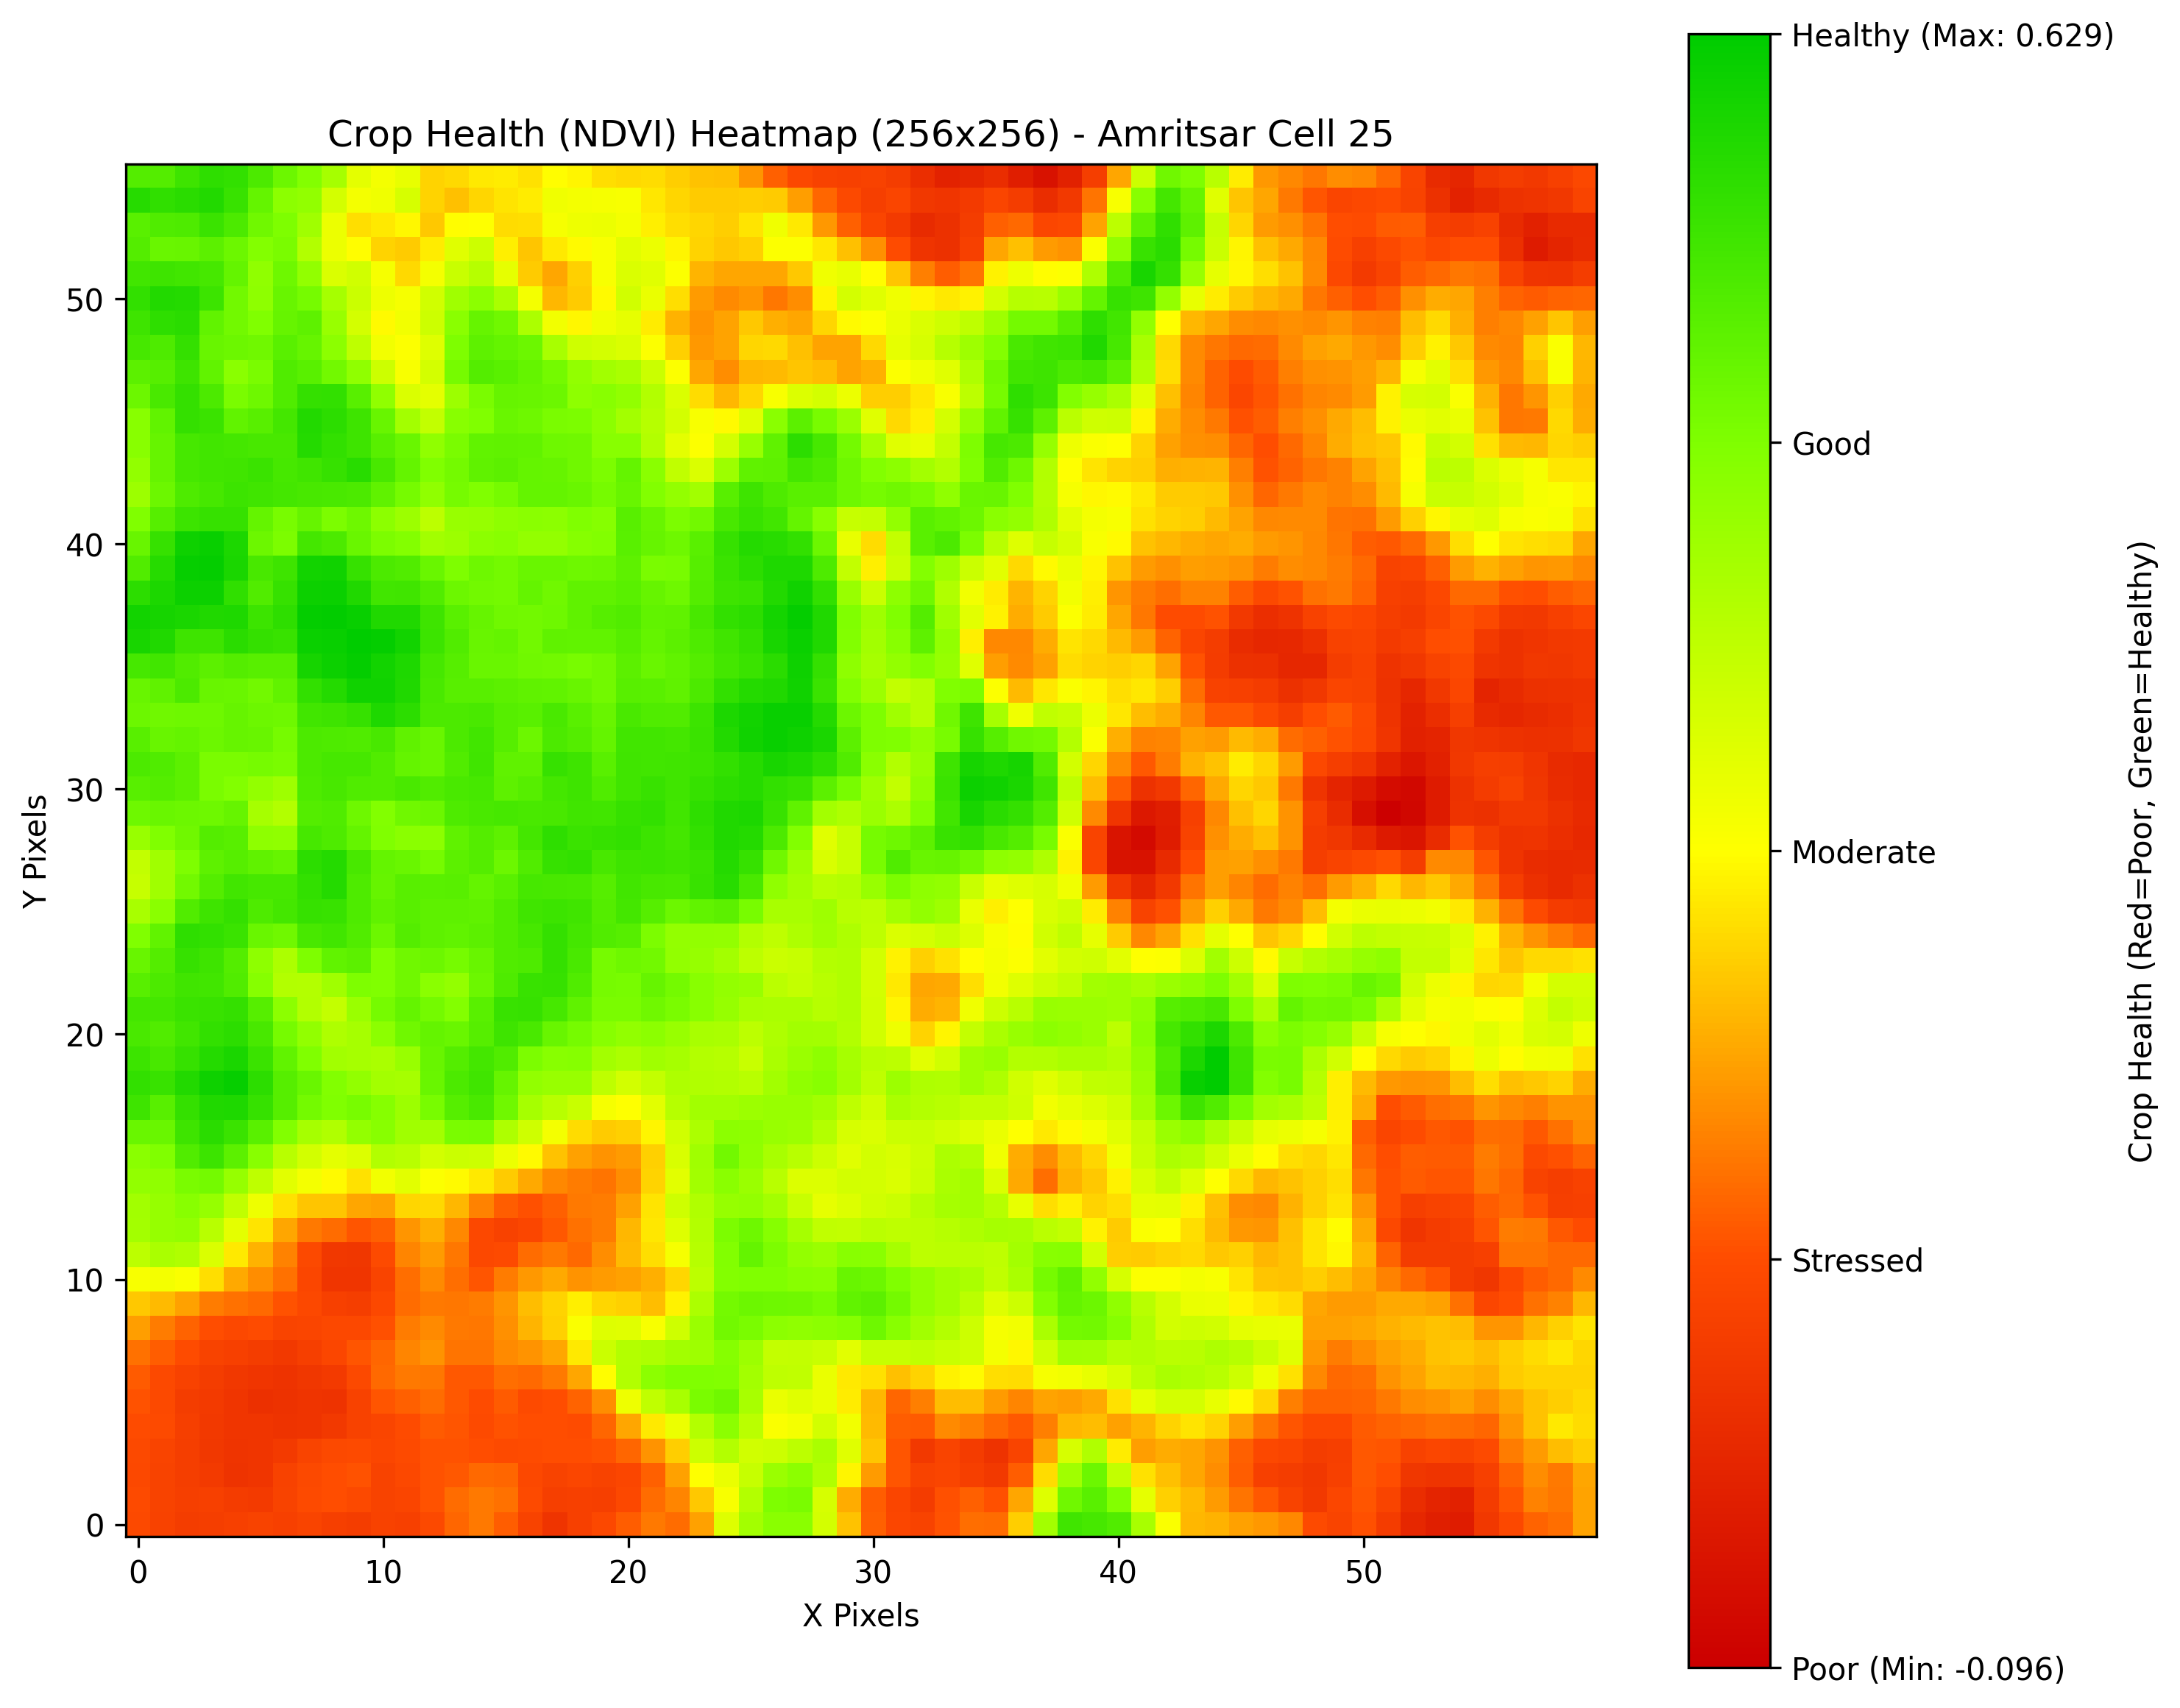 Crop Health (NDVI) Heatmap (256x256) - Amritsar Cell 25
Y Pixels
50
40
30
20
10
0
0 10 20 30 40 50
X Pixels
Healthy (Max: 0.629)
Good
Moderate
Stressed
Poor (Min: -0.096)
Crop Health (Red=Poor, Green=Healthy)